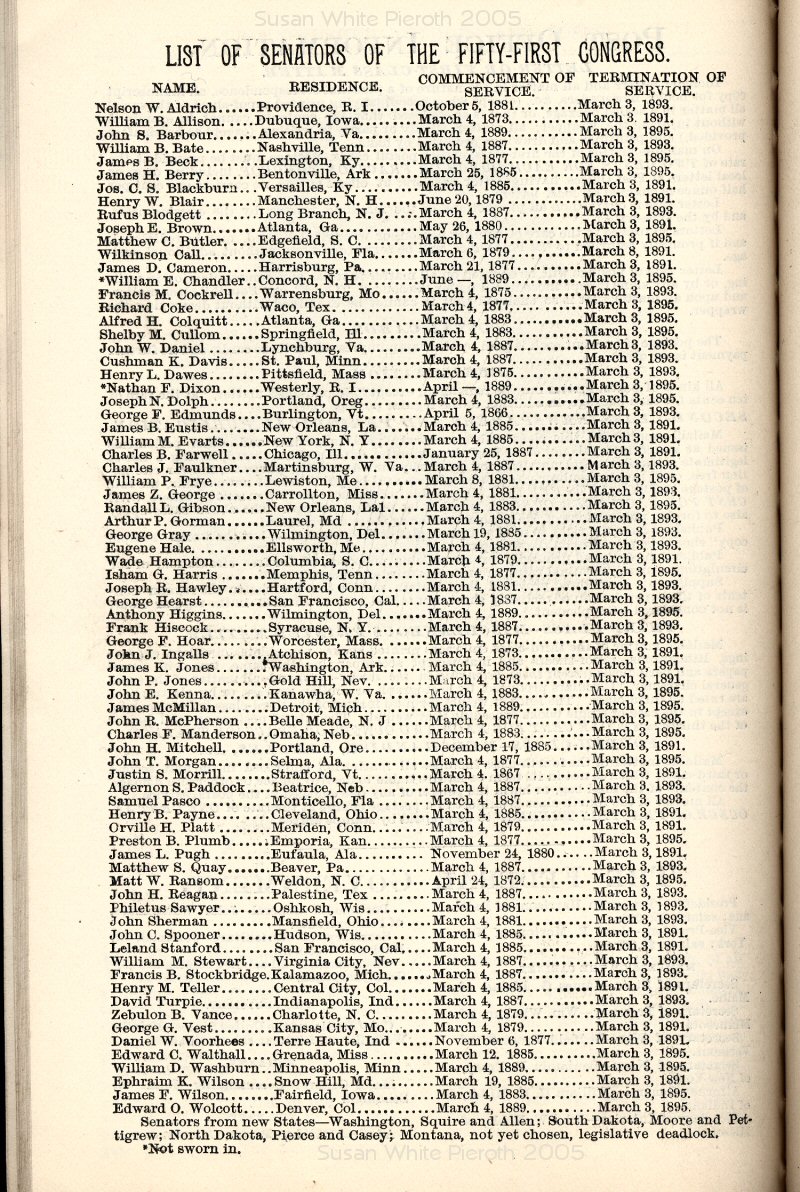 Susan White Pieroth 2005
LIST OF SENATORS OF THE FIFTY-FIRST CONGRESS.
NAME. RESIDENCE. COMMENCEMENT OF SERVICE. TERMINATION OF SERVICE.
Nelson W. Aldrich......Providence, R. I.......October 5, 1881..........March 3, 1893.
William B. Allison. ....Dubuque, Iowa.........March 4, 1873..........March 3. 1891.
John S. Barbour.......Alexandria, Va.........March 4, 1889..........March 3, 1895.
William B. Bate........Nashville, Tenn........March 4, 1887..........March 3, 1893.
James B. Beck........Lexington, Ky.........March 4, 1877..........March 3, 1895.
James H. Berry.......Bentonville, Ark .......March 25, 1885.........March 3, 1895.
Jos. C. S. Blackburn...Versailles, Ky..........March 4, 1885..........March 3, 1891.
Henry W. Blair........Manchester, N. H......June 20, 1879 ..........March 3, 1891.
Rufus Blodgett .......Long Branch, N. J. ....March 4, 1887..........March 3, 1893.
Joseph E. Brown.......Atlanta, Ga............May 26, 1880...........March 3, 1891.
Matthew C. Butler. ....Edgefield, S. C. ........March 4, 1877..........March 3, 1895.
Wilkinson Call.........Jacksonville, Fla.......March 6, 1879 ..........March 8, 1891.
James D. Cameron.....Harrisburg, Pa.........March 21, 1877.........March 3, 1891.
*William E. Chandler..Concord, N. H. ........June —, 1889..........March 3, 1895.
Francis M. Cockrell....Warrensburg, Mo......March 4, 1875..........March 3, 1893.
Richard Coke..........Waco, Tex. ............March 4, 1877..........March 3, 1895.
Alfred H. Colquitt.....Atlanta, Ga............March 4, 1883 ..........March 3, 1895.
Shelby M. Cullom......Springfield, Ill.........March 4, 1883..........March 3, 1895.
John W. Daniel ........Lynchburg, Va.........March 4, 1887..........March 3, 1893.
Cushman K. Davis.....St. Paul, Minn.........March 4, 1887..........March 3, 1893.
Henry L. Dawes........Pittsfield, Mass ........March 4, 1875..........March 3, 1893.
*Nathan F. Dixon......Westerly, R. I..........April —, 1889..........March 3, 1895.
Joseph N. Dolph........Portland, Oreg.........March 4, 1883..........March 3, 1895.
George F. Edmunds....Burlington, Vt.........April 5, 1866..........March 3, 1893.
James B. Eustis........New Orleans, La.......March 4, 1885..........March 3, 1891.
William M. Evarts......New York, N. Y........March 4, 1885..........March 3, 1891.
Charles B. Farwell.....Chicago, Ill............January 25, 1887........March 3, 1891.
Charles J. Faulkner....Martinsburg, W. Va...March 4, 1887..........March 3, 1893.
William P. Frye........Lewiston, Me..........March 8, 1881..........March 3, 1895.
James Z. George .......Carrollton, Miss.......March 4, 1881..........March 3, 1893.
Randall L. Gibson......New Orleans, Lal......March 4, 1883..........March 3, 1895.
Arthur P. Gorman......Laurel, Md ...........March 4, 1881..........March 3, 1893.
George Gray ..........Wilmington, Del.......March 19, 1885.........March 3, 1893.
Eugene Hale. ..........Ellsworth, Me..........March 4, 1881..........March 3, 1893.
Wade Hampton........Columbia, S. C.........March 4, 1879..........March 3, 1891.
Isham G. Harris .......Memphis, Tenn........March 4, 1877..........March 3, 1895.
Joseph R. Hawley......Hartford, Conn........March 4, 1881..........March 3, 1893.
George Hearst..........San Francisco, Cal.....March 4, 1887..........March 3, 1893.
Anthony Higgins.......Wilmington, Del.......March 4, 1889..........March 3, 1895.
Frank Hiscock.........Syracuse, N. Y. ........March 4, 1887..........March 3, 1893.
George F. Hoar.........Worcester, Mass. ......March 4, 1877..........March 3, 1895.
John J. Ingalls ........Atchison, Kans ........March 4, 1873..........March 3, 1891.
James K. Jones........Washington, Ark.......March 4, 1885..........March 3, 1891.
John P. Jones..........Gold Hill, Nev. ........March 4, 1873..........March 3, 1891.
John E. Kenna.........Kanawha, W. Va. ......March 4, 1883..........March 3, 1895.
James McMillan........Detroit, Mich..........March 4, 1889..........March 3, 1895.
John R. McPherson ....Belle Meade, N. J .....March 4, 1877..........March 3, 1895.
Charles F. Manderson..Omaha, Neb...........March 4, 1883..........March 3, 1895.
John H. Mitchell. ......Portland, Ore..........December 17, 1885......March 3, 1891.
John T. Morgan........Selma, Ala. ............March 4, 1877..........March 3, 1895.
Justin S. Morrill........Strafford, Vt...........March 4. 1867 ..........March 3, 1891.
Algernon S. Paddock....Beatrice, Neb .........March 4, 1887..........March 3, 1893.
Samuel Pasco ..........Monticello, Fla ........March 4, 1887..........March 3, 1893.
Henry B. Payne........Cleveland, Ohio........March 4, 1885..........March 3, 1891.
Orville H. Platt ........Meriden, Conn.........March 4, 1879..........March 3, 1891.
Preston B. Plumb......Emporia, Kan..........March 4, 1877..........March 3, 1895.
James L. Pugh ........Eufaula, Ala..........November 24, 1880......March 3, 1891.
Matthew S. Quay.......Beaver, Pa............March 4, 1887..........March 3, 1893.
Matt W. Ransom.......Weldon, N. C..........April 24, 1872..........March 3, 1895.
John H. Reagan........Palestine, Tex .........March 4, 1887..........March 3, 1893.
Philetus Sawyer........Oshkosh, Wis..........March 4, 1881..........March 3, 1893.
John Sherman .........Mansfield, Ohio........March 4, 1881..........March 3, 1893.
John C. Spooner........Hudson, Wis...........March 4, 1885..........March 3, 1891.
Leland Stanford........San Francisco, Cal.....March 4, 1885..........March 3, 1891.
William M. Stewart....Virginia City, Nev.....March 4, 1887..........March 3, 1893.
Francis B. Stockbridge.Kalamazoo, Mich.......March 4, 1887..........March 3, 1893.
Henry M. Teller........Central City, Col.......March 4, 1885..........March 3, 1891.
David Turpie...........Indianapolis, Ind......March 4, 1887..........March 3, 1893.
Zebulon B. Vance......Charlotte, N. C.........March 4, 1879..........March 3, 1891.
George G. Vest.........Kansas City, Mo........March 4, 1879..........March 3, 1891.
Daniel W. Voorhees ....Terre Haute, Ind ......November 6, 1877.......March 3, 1891.
Edward C. Walthall....Grenada, Miss..........March 12. 1885.........March 3, 1895.
William D. Washburn..Minneapolis, Minn.....March 4, 1889..........March 3, 1895.
Ephraim K. Wilson ....Snow Hill, Md.........March 19, 1885.........March 3, 1891.
James F. Wilson........Fairfield, Iowa.........March 4, 1883..........March 3, 1895.
Edward O. Wolcott.....Denver, Col............March 4, 1889..........March 3, 1895.
Senators from new States—Washington, Squire and Allen; South Dakota, Moore and Pet-
tigrew; North Dakota, Pierce and Casey; Montana, not yet chosen, legislative deadlock.
*Not sworn in.
Susan White Pieroth 2005